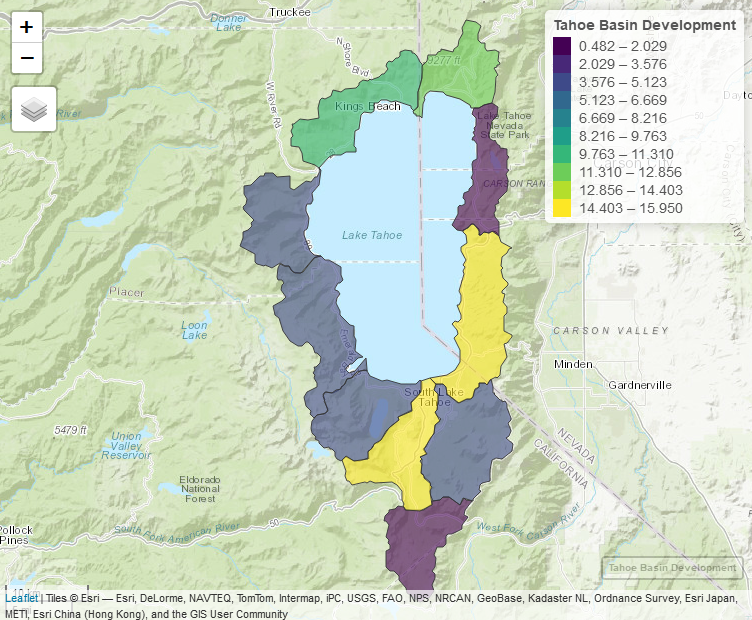 +
−
Truckee
Donner
Lake
N Shore Blvd
9277 ft
W River Rd
River
Kings Beach
Lake Tahoe
Nevada
State Park
CARSON RAN
Carson City
Dayto
Lake Tahoe
Placer
Loon
Lake
CARSON VALLEY
Minden
Gardnerville
South Lake
Tahoe
5479 ft
Union
Valley
Reservoir
NEVADA
CALIFORNIA
Eldorado
National
Forest
Pollock
Pines
South Fork American River
50
West Fork Carson River
Tahoe Basin Development
0.482 – 2.029
2.029 – 3.576
3.576 – 5.123
5.123 – 6.669
6.669 – 8.216
8.216 – 9.763
9.763 – 11.310
11.310 – 12.856
12.856 – 14.403
14.403 – 15.950
Tahoe Basin Development
10 km
Leaflet | Tiles © Esri — Esri, DeLorme, NAVTEQ, TomTom, Intermap, iPC, USGS, FAO, NPS, NRCAN, GeoBase, Kadaster NL, Ordnance Survey, Esri Japan,
METI, Esri China (Hong Kong), and the GIS User Community